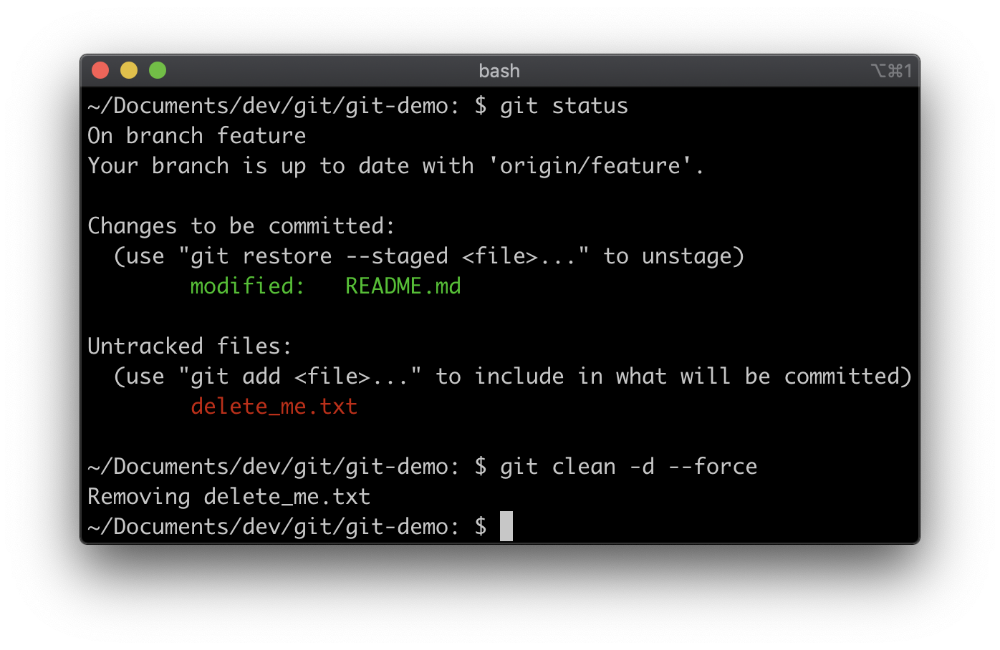 bash
⌥⌘1
~/Documents/dev/git/git-demo: $ git status
On branch feature
Your branch is up to date with 'origin/feature'.
Changes to be committed:
  (use "git restore --staged <file>..." to unstage)
        modified:   README.md
Untracked files:
  (use "git add <file>..." to include in what will be committed)
        delete_me.txt
~/Documents/dev/git/git-demo: $ git clean -d --force
Removing delete_me.txt
~/Documents/dev/git/git-demo: $